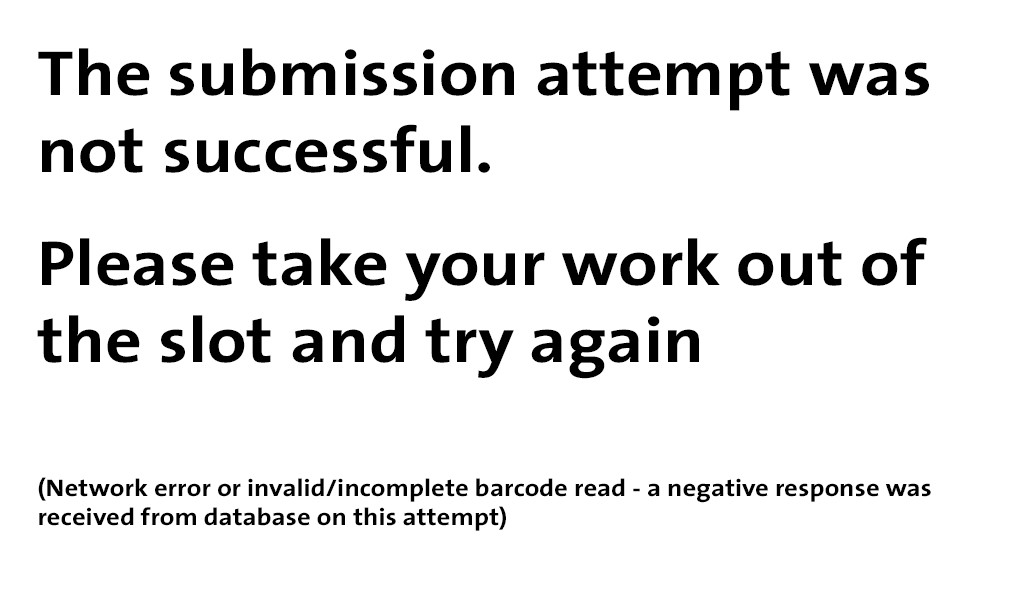 The submission attempt was
not successful.
Please take your work out of
the slot and try again
(Network error or invalid/incomplete barcode read - a negative response was
received from database on this attempt)